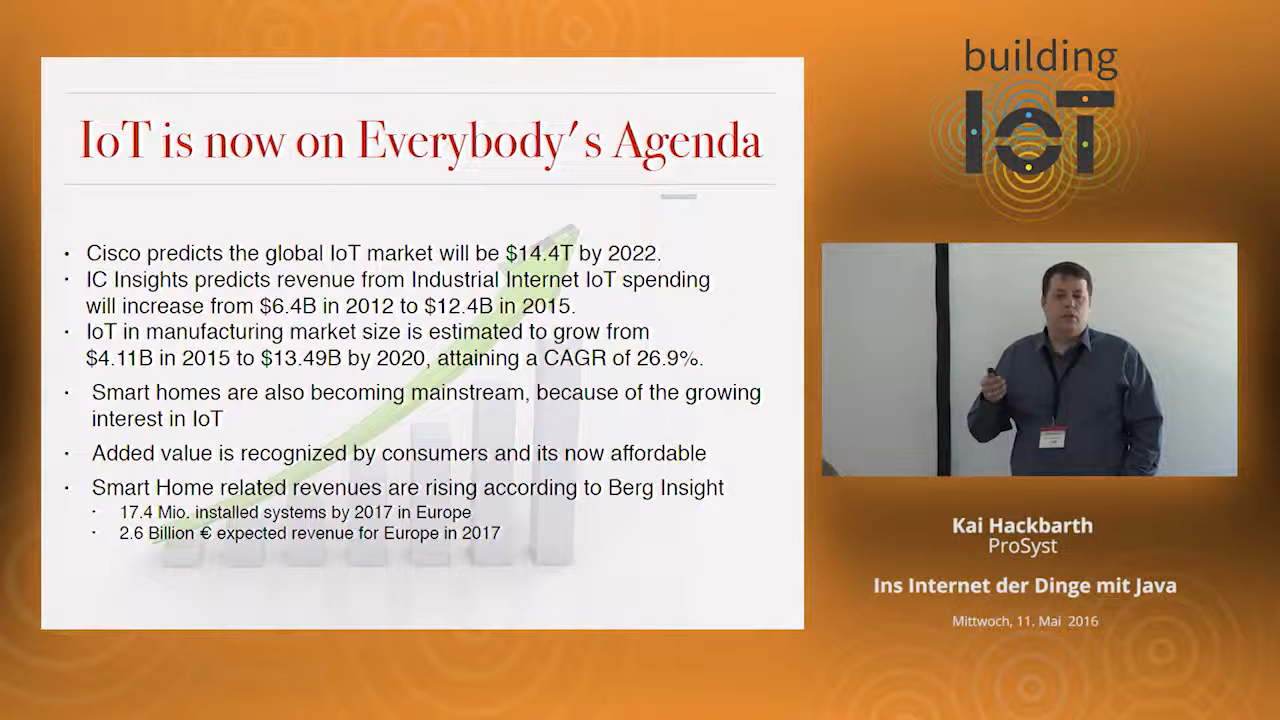 building
IoT
IoT is now on Everybody's Agenda
• Cisco predicts the global IoT market will be $14.4T by 2022.
• IC Insights predicts revenue from Industrial Internet IoT spending
will increase from $6.4B in 2012 to $12.4B in 2015.
• IoT in manufacturing market size is estimated to grow from
$4.11B in 2015 to $13.49B by 2020, attaining a CAGR of 26.9%.
• Smart homes are also becoming mainstream, because of the growing
interest in IoT
• Added value is recognized by consumers and its now affordable
• Smart Home related revenues are rising according to Berg Insight
• 17.4 Mio. installed systems by 2017 in Europe
• 2.6 Billion € expected revenue for Europe in 2017
Kai Hackbarth
ProSyst
Ins Internet der Dinge mit Java
Mittwoch, 11. Mai 2016